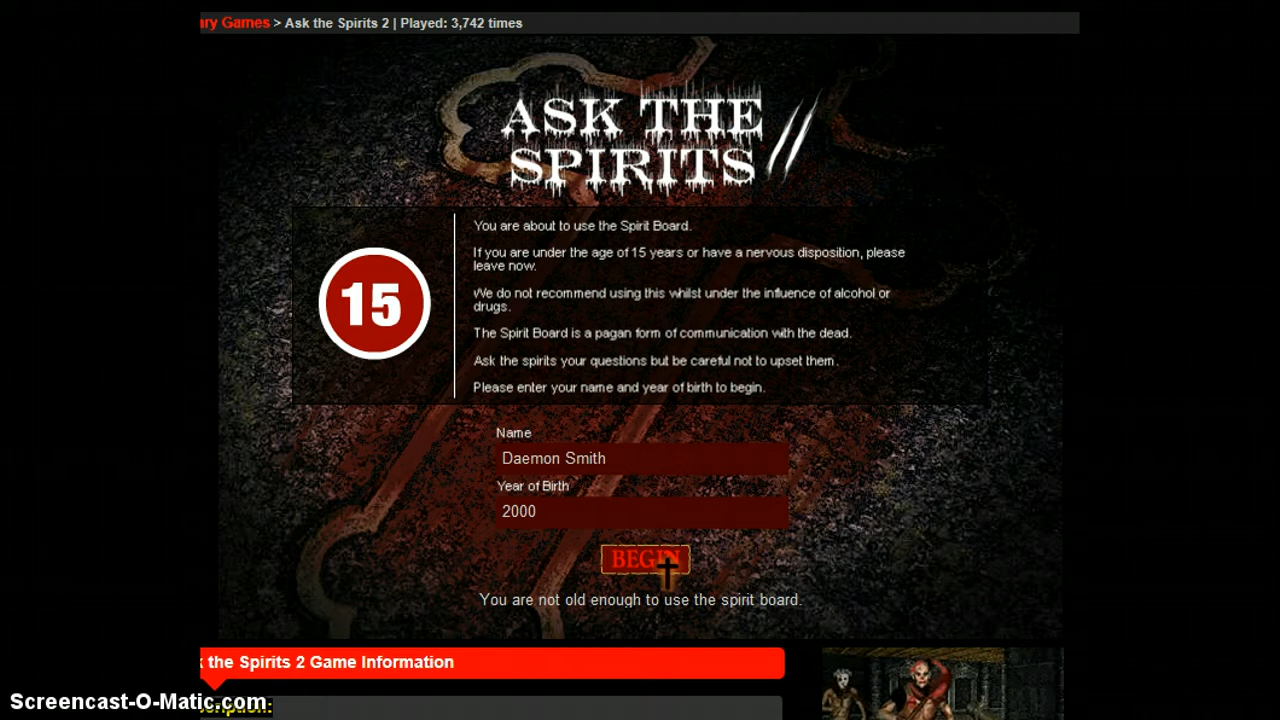 ry Games > Ask the Spirits 2 | Played: 3,742 times
ASK THE
SPIRITS II
15
You are about to use the Spirit Board.
If you are under the age of 15 years or have a nervous disposition, please
leave now.
We do not recommend using this whilst under the influence of alcohol or
drugs.
The Spirit Board is a pagan form of communication with the dead.
Ask the spirits your questions but be careful not to upset them.
Please enter your name and year of birth to begin.
Name
Daemon Smith
Year of Birth
2000
BEGIN
You are not old enough to use the spirit board.
k the Spirits 2 Game Information
Screencast-O-Matic.com